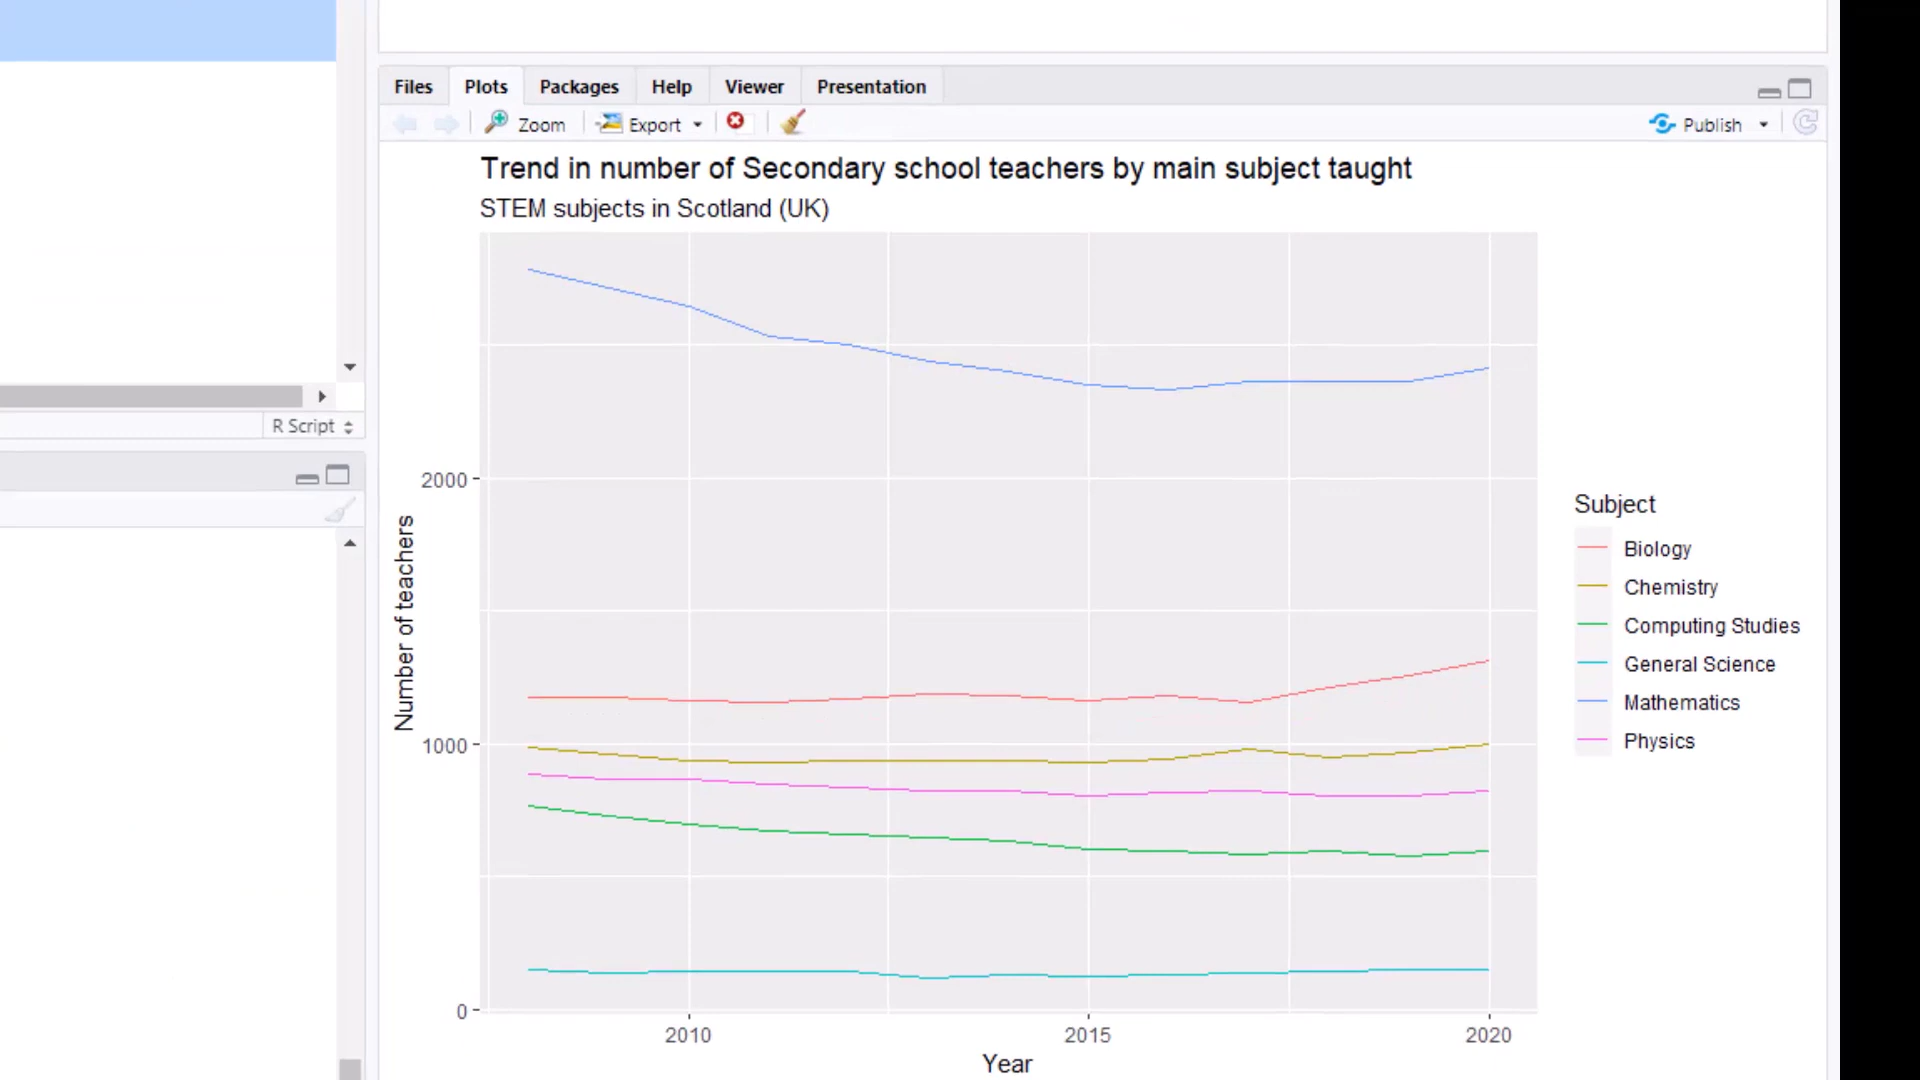 Files Plots Packages Help Viewer Presentation
Zoom Export Publish
Trend in number of Secondary school teachers by main subject taught
STEM subjects in Scotland (UK)
R Script
2000
1000
0
Number of teachers
2010 2015 2020
Year
Subject
Biology
Chemistry
Computing Studies
General Science
Mathematics
Physics